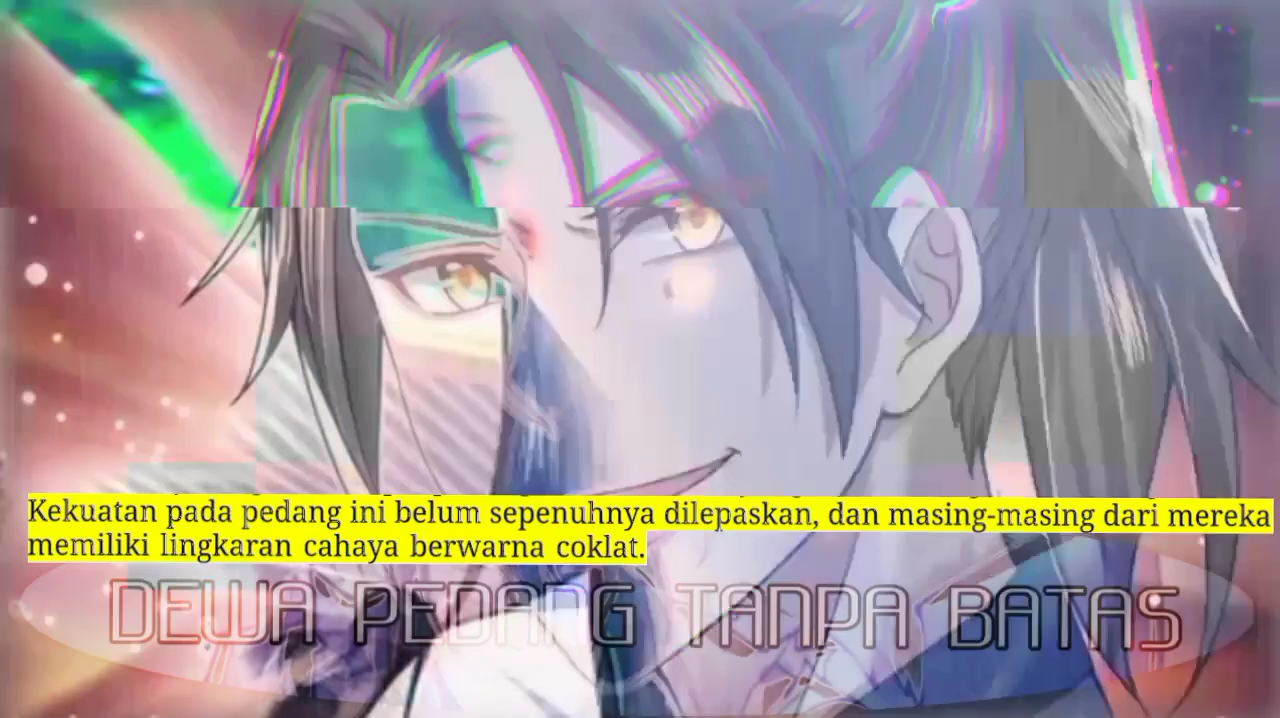 Kekuatan pada pedang ini belum sepenuhnya dilepaskan, dan masing-masing dari mereka
memiliki lingkaran cahaya berwarna coklat.
DEWA PEDANG TANPA BATAS